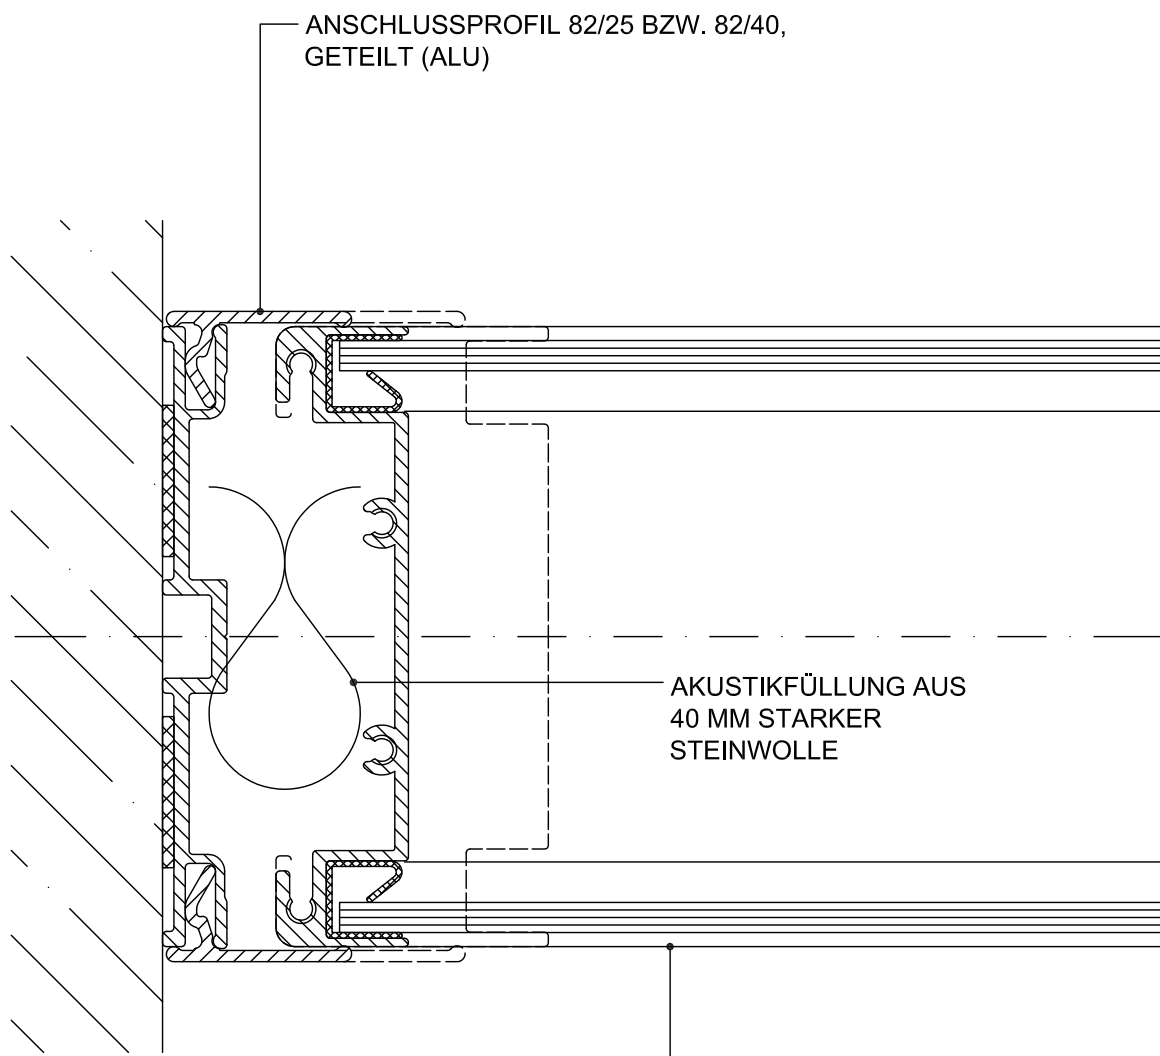 ANSCHLUSSPROFIL 82/25 BZW. 82/40,
GETEILT (ALU)
AKUSTIKFÜLLUNG AUS
40 MM STARKER
STEINWOLLE